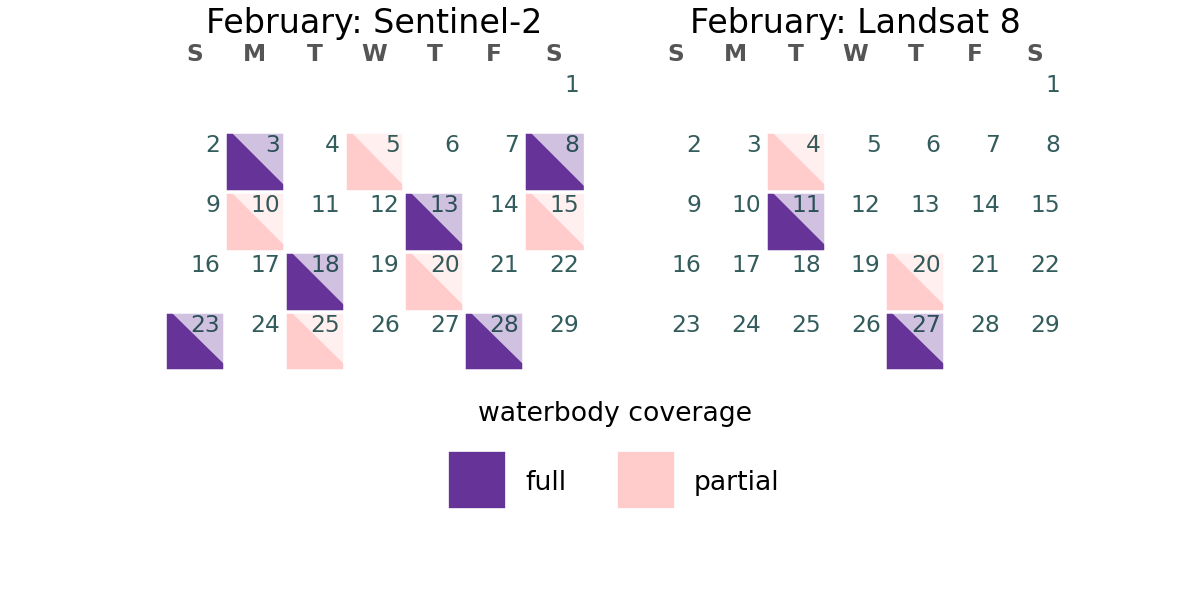 February: Sentinel-2
S M T W T F S
1
2 3 4 5 6 7 8
9 10 11 12 13 14 15
16 17 18 19 20 21 22
23 24 25 26 27 28 29
February: Landsat 8
S M T W T F S
1
2 3 4 5 6 7 8
9 10 11 12 13 14 15
16 17 18 19 20 21 22
23 24 25 26 27 28 29
waterbody coverage
full partial